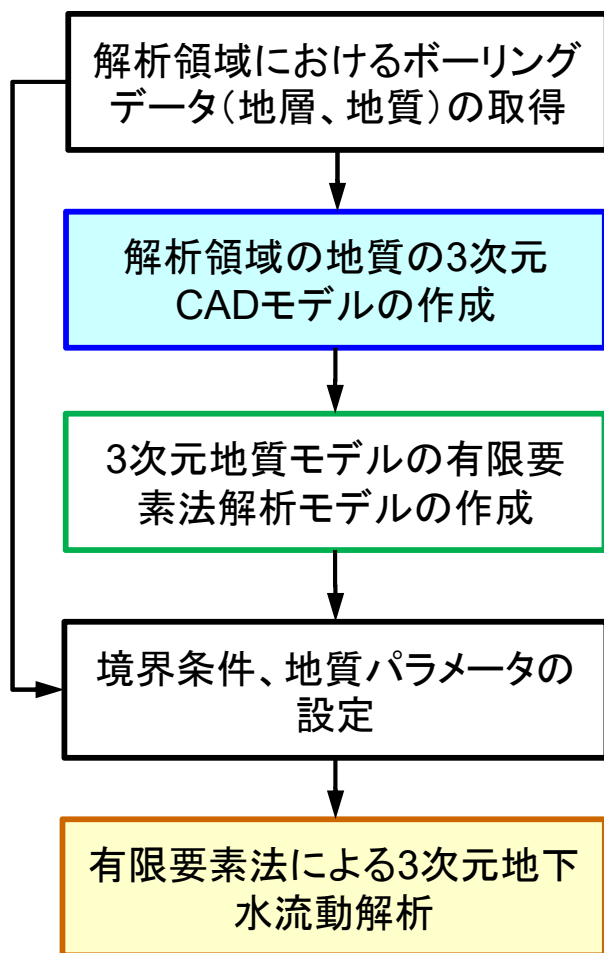 解析領域におけるボーリング
データ(地層、地質)の取得
解析領域の地質の3次元
CADモデルの作成
3次元地質モデルの有限要
素法解析モデルの作成
境界条件、地質パラメータの
設定
有限要素法による3次元地下
水流動解析